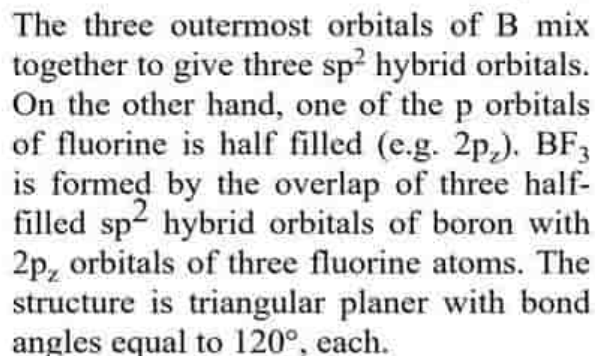 The three outermost orbitals of B mix
together to give three sp² hybrid orbitals.
On the other hand, one of the p orbitals
of fluorine is half filled (e.g. 2p_z). BF₃
is formed by the overlap of three half-
filled sp² hybrid orbitals of boron with
2p_z orbitals of three fluorine atoms. The
structure is triangular planer with bond
angles equal to 120°, each.